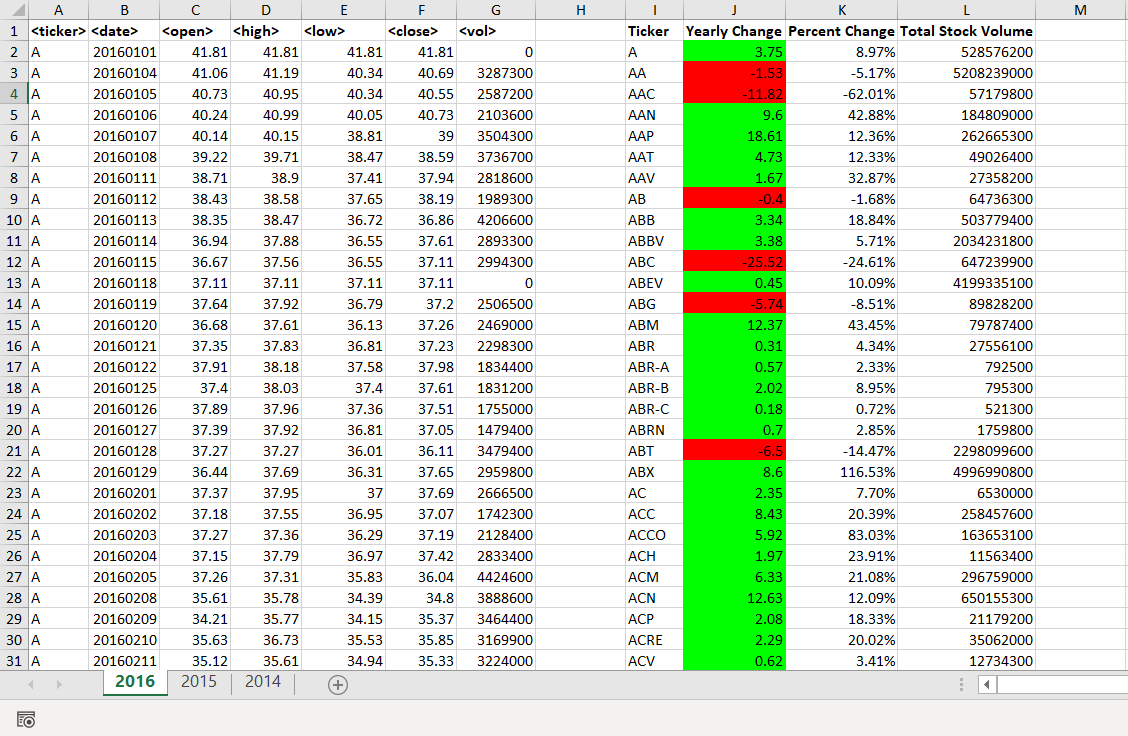 A B C D E F G H I J K L M
1 <ticker> <date> <open> <high> <low> <close> <vol> Ticker Yearly Change Percent Change Total Stock Volume
2 A 20160101 41.81 41.81 41.81 41.81 0 A 3.75 8.97% 528576200
3 A 20160104 41.06 41.19 40.34 40.69 3287300 AA -1.53 -5.17% 5208239000
4 A 20160105 40.73 40.95 40.34 40.55 2587200 AAC -11.82 -62.01% 57179800
5 A 20160106 40.24 40.99 40.05 40.73 2103600 AAN 9.6 42.88% 184809000
6 A 20160107 40.14 40.15 38.81 39 3504300 AAP 18.61 12.36% 262665300
7 A 20160108 39.22 39.71 38.47 38.59 3736700 AAT 4.73 12.33% 49026400
8 A 20160111 38.71 38.9 37.41 37.94 2818600 AAV 1.67 32.87% 27358200
9 A 20160112 38.43 38.58 37.65 38.19 1989300 AB -0.4 -1.68% 64736300
10 A 20160113 38.35 38.47 36.72 36.86 4206600 ABB 3.34 18.84% 503779400
11 A 20160114 36.94 37.88 36.55 37.61 2893300 ABBV 3.38 5.71% 2034231800
12 A 20160115 36.67 37.56 36.55 37.11 2994300 ABC -25.52 -24.61% 647239900
13 A 20160118 37.11 37.11 37.11 37.11 0 ABEV 0.45 10.09% 4199335100
14 A 20160119 37.64 37.92 36.79 37.2 2506500 ABG -5.74 -8.51% 89828200
15 A 20160120 36.68 37.61 36.13 37.26 2469000 ABM 12.37 43.45% 79787400
16 A 20160121 37.35 37.83 36.81 37.23 2298300 ABR 0.31 4.34% 27556100
17 A 20160122 37.91 38.18 37.58 37.98 1834400 ABR-A 0.57 2.33% 792500
18 A 20160125 37.4 38.03 37.4 37.61 1831200 ABR-B 2.02 8.95% 795300
19 A 20160126 37.89 37.96 37.36 37.51 1755000 ABR-C 0.18 0.72% 521300
20 A 20160127 37.39 37.92 36.81 37.05 1479400 ABRN 0.7 2.85% 1759800
21 A 20160128 37.27 37.27 36.01 36.11 3479400 ABT -6.5 -14.47% 2298099600
22 A 20160129 36.44 37.69 36.31 37.65 2959800 ABX 8.6 116.53% 4996990800
23 A 20160201 37.37 37.95 37 37.69 2666500 AC 2.35 7.70% 6530000
24 A 20160202 37.18 37.55 36.95 37.07 1742300 ACC 8.43 20.39% 258457600
25 A 20160203 37.27 37.36 36.29 37.19 2128400 ACCO 5.92 83.03% 163653100
26 A 20160204 37.15 37.79 36.97 37.42 2833400 ACH 1.97 23.91% 11563400
27 A 20160205 37.26 37.31 35.83 36.04 4424600 ACM 6.33 21.08% 296759000
28 A 20160208 35.61 35.78 34.39 34.8 3888600 ACN 12.63 12.09% 650155300
29 A 20160209 34.21 35.77 34.15 35.37 3464400 ACP 2.08 18.33% 21179200
30 A 20160210 35.63 36.73 35.53 35.85 3169900 ACRE 2.29 20.02% 35062000
31 A 20160211 35.12 35.61 34.94 35.33 3224000 ACV 0.62 3.41% 12734300
2016 2015 2014